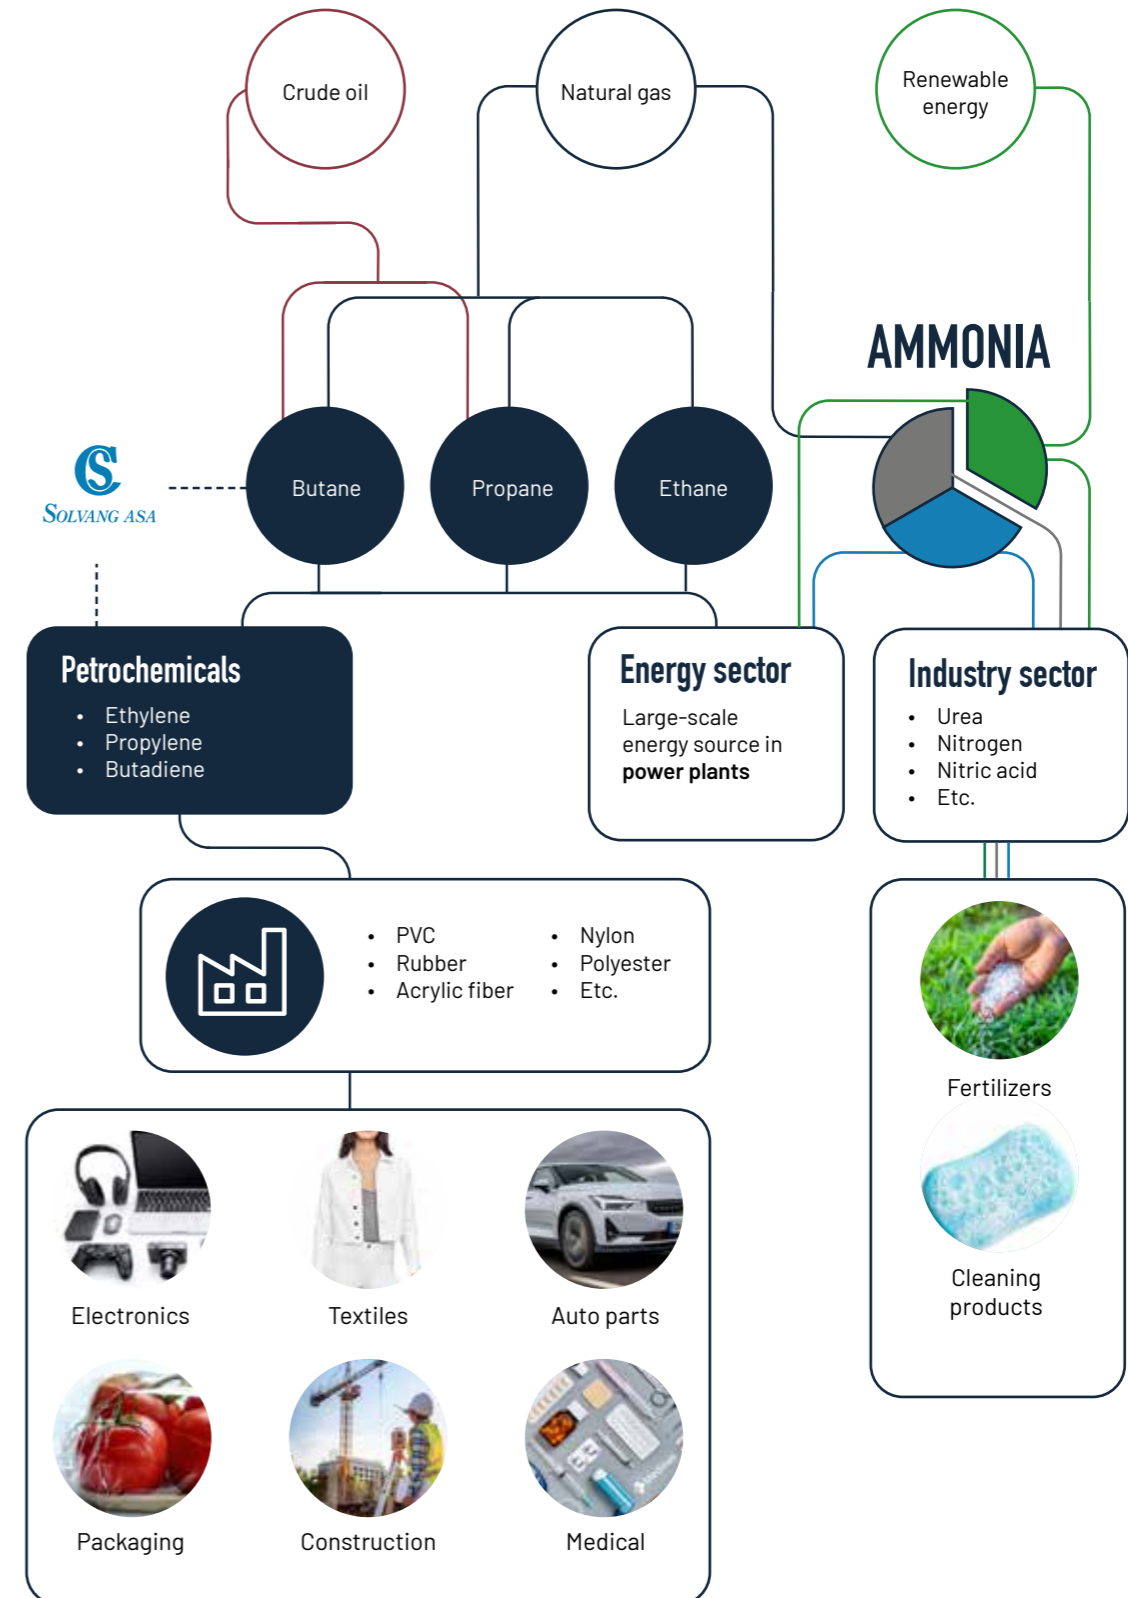 Crude oil
Natural gas
Renewable
energy
AMMONIA
SOLVANG ASA
Butane
Propane
Ethane
Petrochemicals
• Ethylene
• Propylene
• Butadiene
Energy sector
Large-scale
energy source in
power plants
Industry sector
• Urea
• Nitrogen
• Nitric acid
• Etc.
• PVC
• Rubber
• Acrylic fiber
• Nylon
• Polyester
• Etc.
Fertilizers
Cleaning
products
Electronics
Textiles
Auto parts
Packaging
Construction
Medical